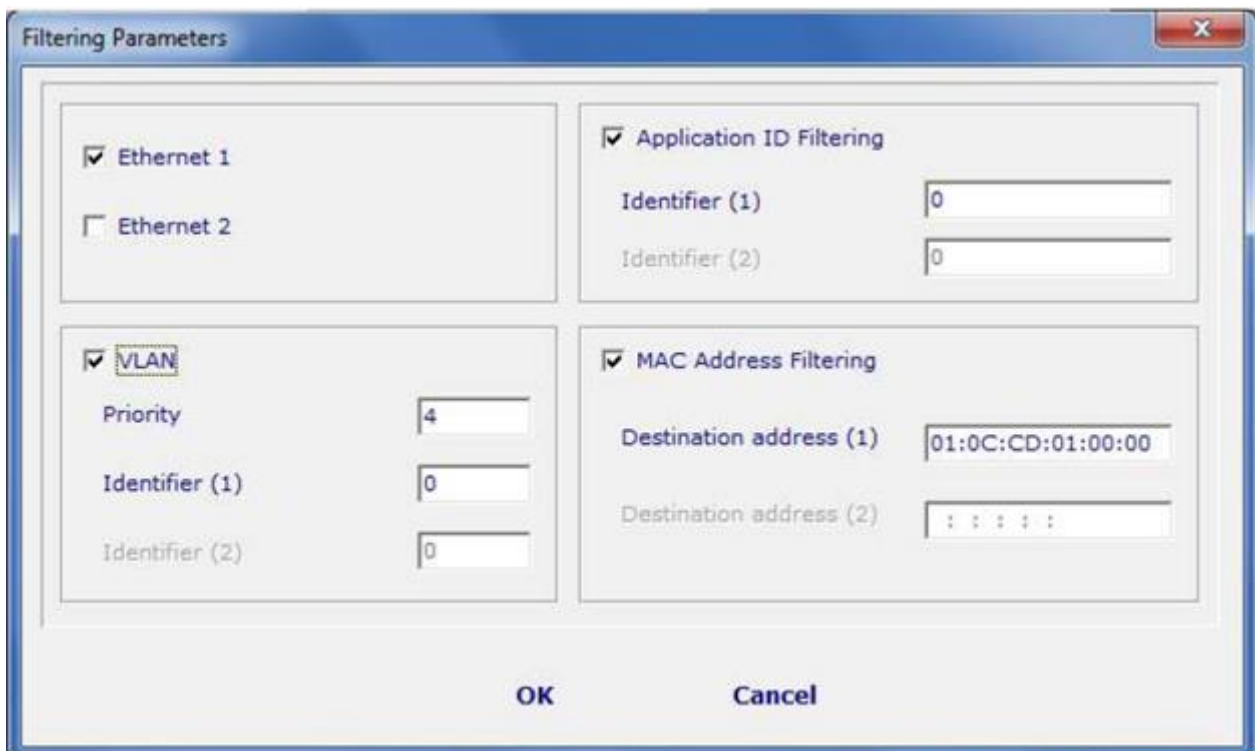 Filtering Parameters
Ethernet 1
Ethernet 2
Application ID Filtering
Identifier (1) 0
Identifier (2) 0
VLAN
Priority 4
Identifier (1) 0
Identifier (2) 0
MAC Address Filtering
Destination address (1) 01:0C:CD:01:00:00
Destination address (2) : : : : :
OK Cancel